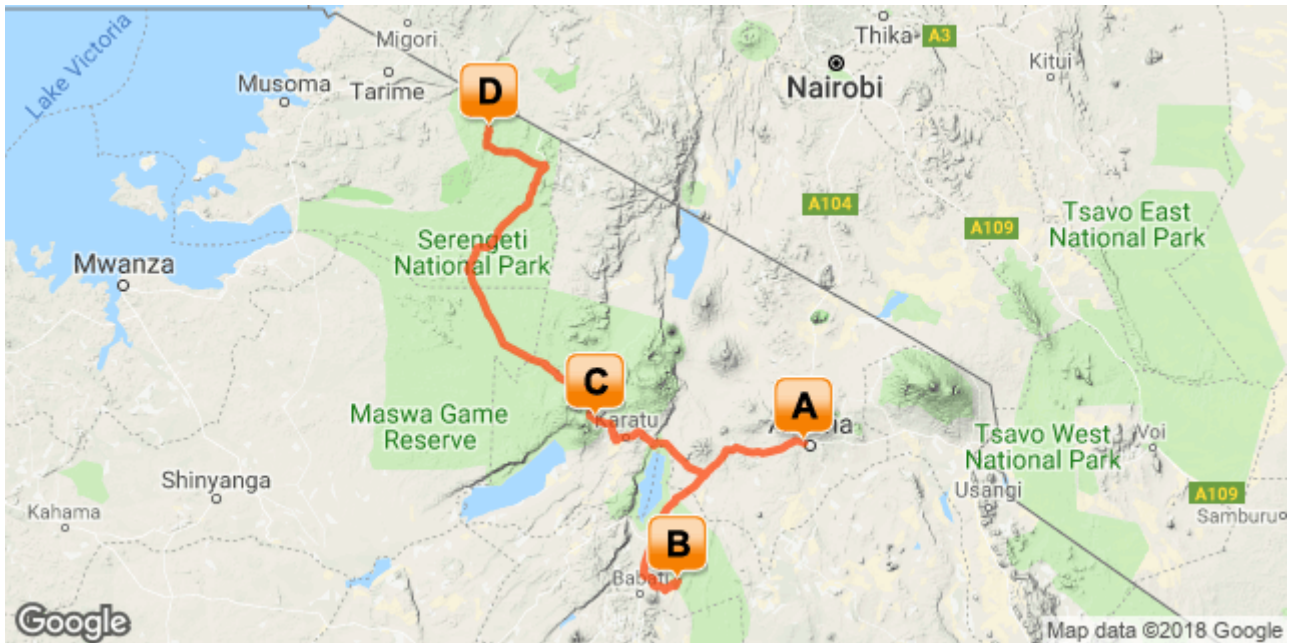 Lake Victoria
Migori
Musoma
Tarime
D
Thika
A3
Kitui
Nairobi
A104
A109
Tsavo East
National Park
Serengeti
National Park
Mwanza
C
A
Maswa Game
Reserve
Karatu
Tsavo West
National Park
Voi
Shinyanga
Usangi
A109
Kahama
Samburu
B
Babati
Google
Map data ©2018 Google